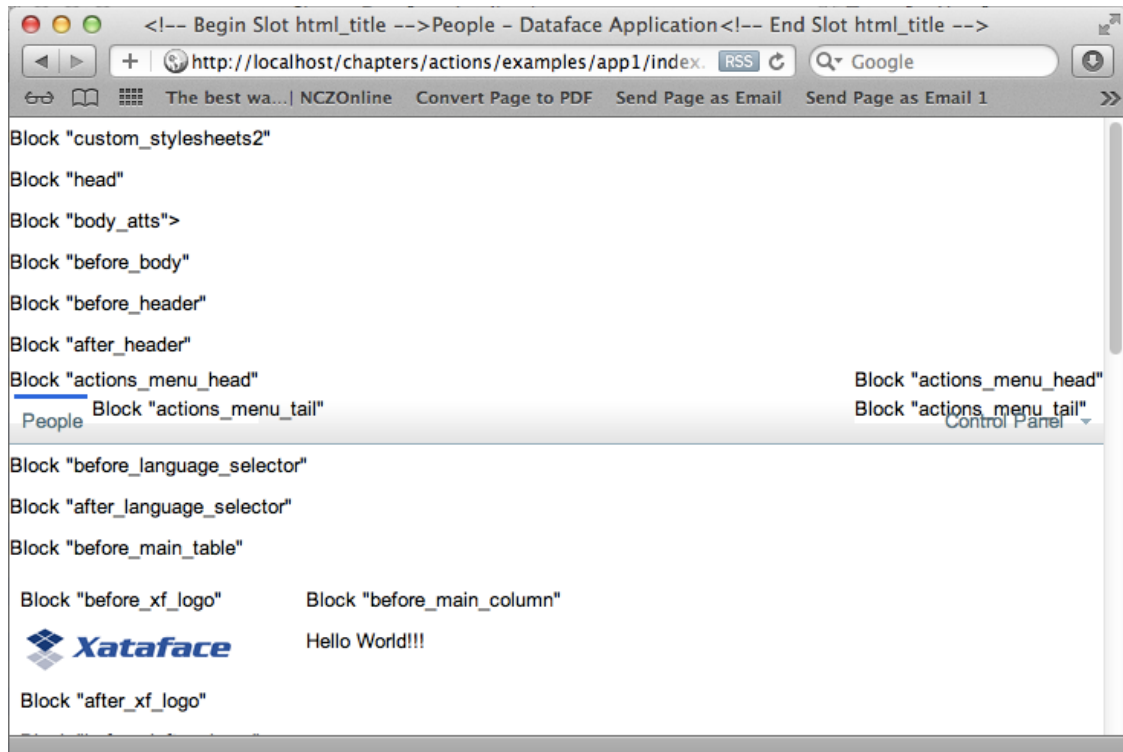 <!-- Begin Slot html_title -->People – Dataface Application<!-- End Slot html_title -->
http://localhost/chapters/actions/examples/app1/index. RSS Google
The best wa...| NCZOnline Convert Page to PDF Send Page as Email Send Page as Email 1
Block "custom_stylesheets2"
Block "head"
Block "body_atts">
Block "before_body"
Block "before_header"
Block "after_header"
Block "actions_menu_head" Block "actions_menu_head"
Block "actions_menu_tail" Block "actions_menu_tail"
People Control Panel
Block "before_language_selector"
Block "after_language_selector"
Block "before_main_table"
Block "before_xf_logo" Block "before_main_column"
Xataface Hello World!!!
Block "after_xf_logo"